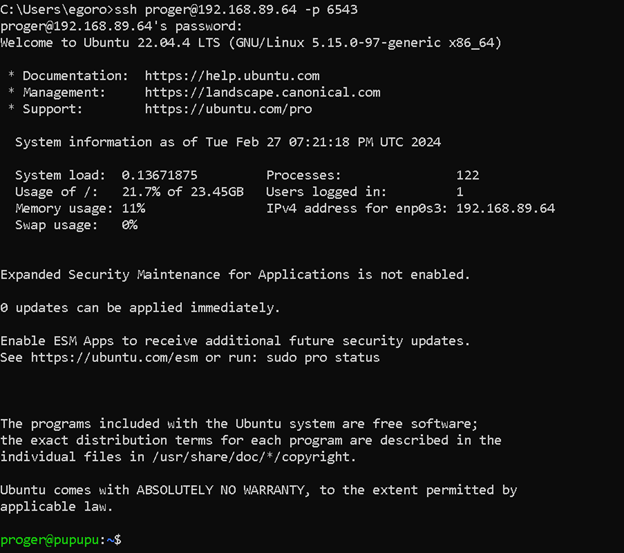 C:\Users\egoro>ssh proger@192.168.89.64 -p 6543
proger@192.168.89.64's password:
Welcome to Ubuntu 22.04.4 LTS (GNU/Linux 5.15.0-97-generic x86_64)
* Documentation:  https://help.ubuntu.com
* Management:     https://landscape.canonical.com
* Support:        https://ubuntu.com/pro
System information as of Tue Feb 27 07:21:18 PM UTC 2024
System load:  0.13671875         Processes:               122
Usage of /:   21.7% of 23.45GB   Users logged in:         1
Memory usage: 11%                IPv4 address for enp0s3: 192.168.89.64
Swap usage:   0%
Expanded Security Maintenance for Applications is not enabled.
0 updates can be applied immediately.
Enable ESM Apps to receive additional future security updates.
See https://ubuntu.com/esm or run: sudo pro status
The programs included with the Ubuntu system are free software;
the exact distribution terms for each program are described in the
individual files in /usr/share/doc/*/copyright.
Ubuntu comes with ABSOLUTELY NO WARRANTY, to the extent permitted by
applicable law.
proger@pupupu:~$